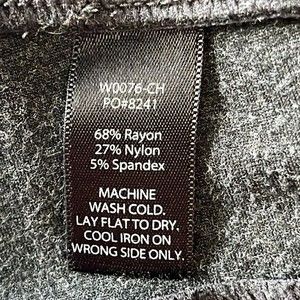 W0076-CH
PO#8241
68% Rayon
27% Nylon
5% Spandex
MACHINE
WASH COLD.
LAY FLAT TO DRY.
COOL IRON ON
WRONG SIDE ONLY.